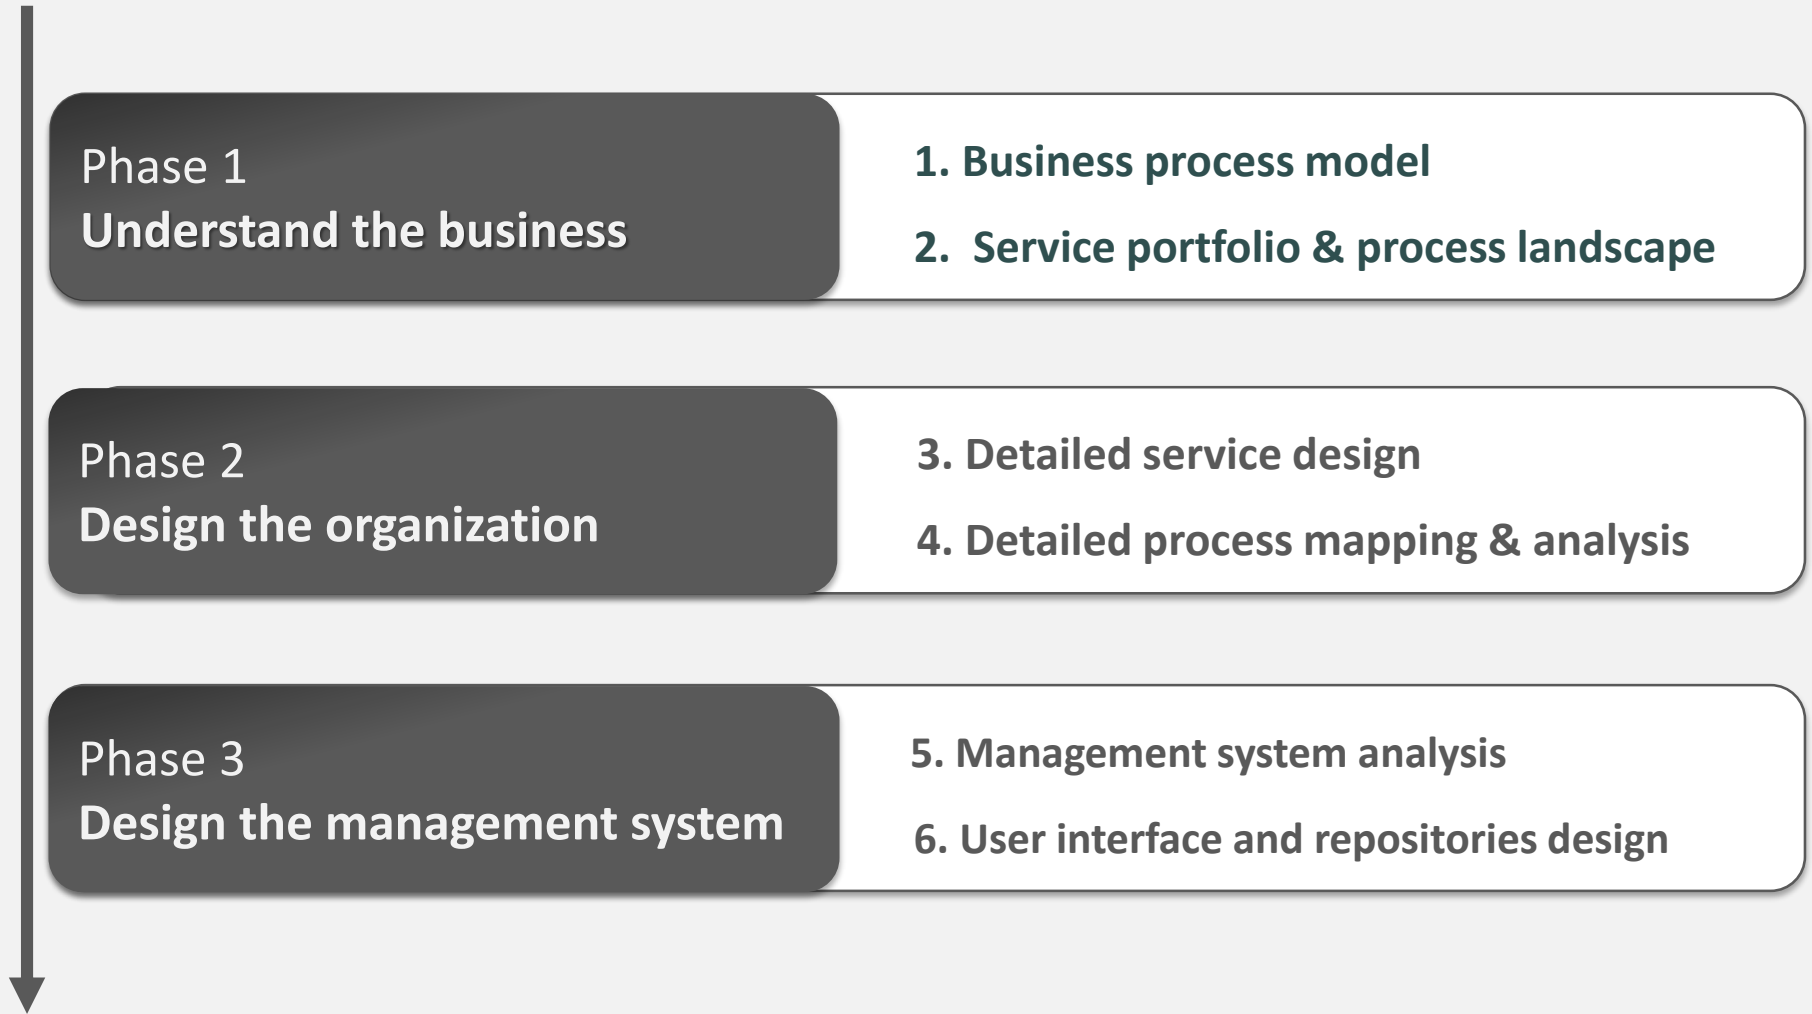 Phase 1
Understand the business
1. Business process model
2. Service portfolio & process landscape
Phase 2
Design the organization
3. Detailed service design
4. Detailed process mapping & analysis
Phase 3
Design the management system
5. Management system analysis
6. User interface and repositories design